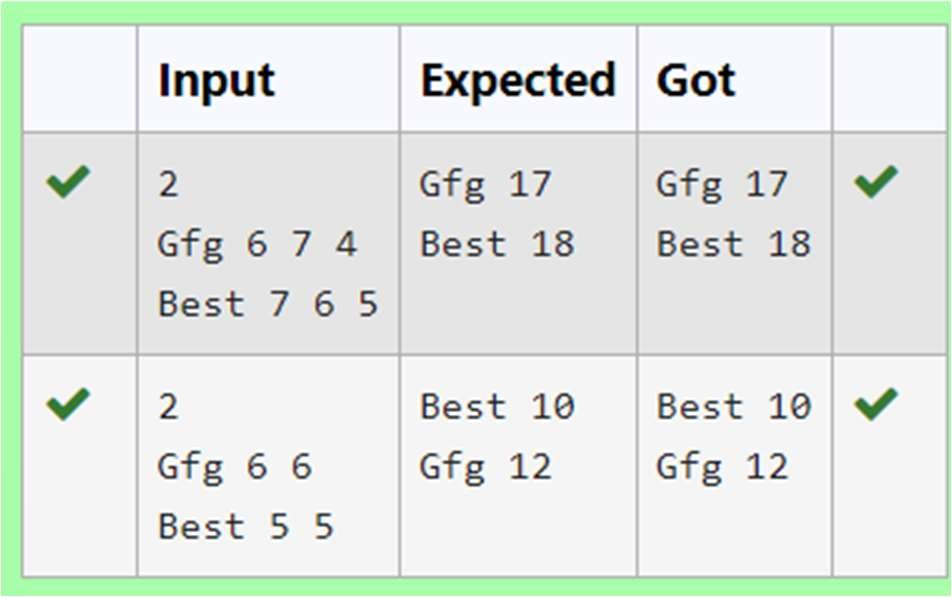 Input Expected Got
2 Gfg 17 Gfg 17
Gfg 6 7 4 Best 18 Best 18
Best 7 6 5
2 Best 10 Best 10
Gfg 6 6 Gfg 12 Gfg 12
Best 5 5